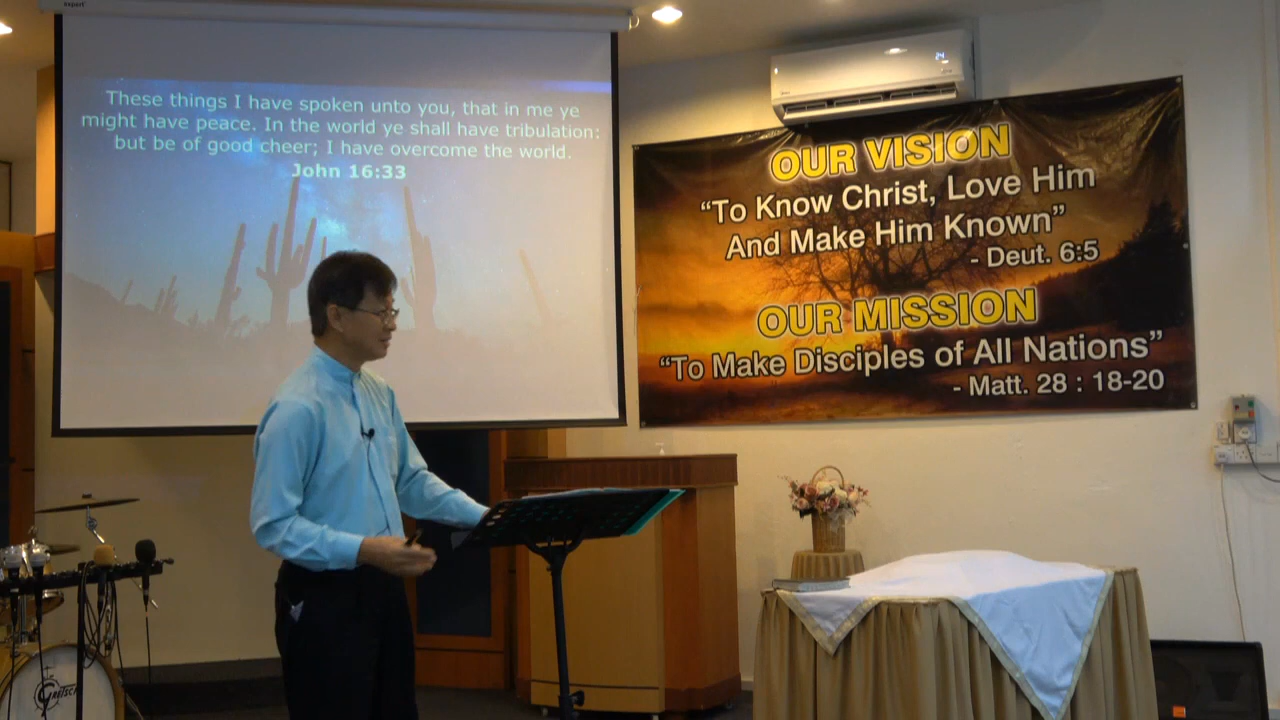 These things I have spoken unto you, that in me ye
might have peace. In the world ye shall have tribulation:
but be of good cheer; I have overcome the world.
John 16:33
OUR VISION
“To Know Christ, Love Him
And Make Him Known”
- Deut. 6:5
OUR MISSION
“To Make Disciples of All Nations”
- Matt. 28 : 18-20
24
GRETSCH